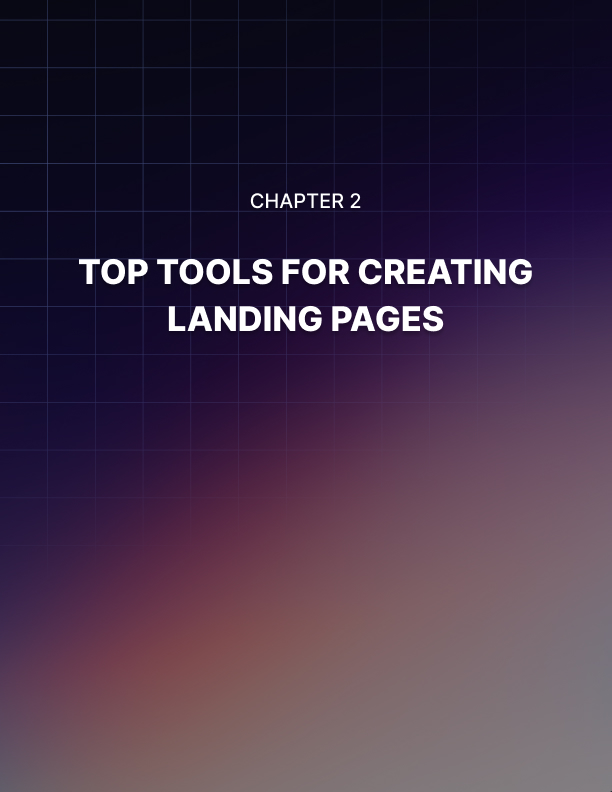 CHAPTER 2
TOP TOOLS FOR CREATING
LANDING PAGES